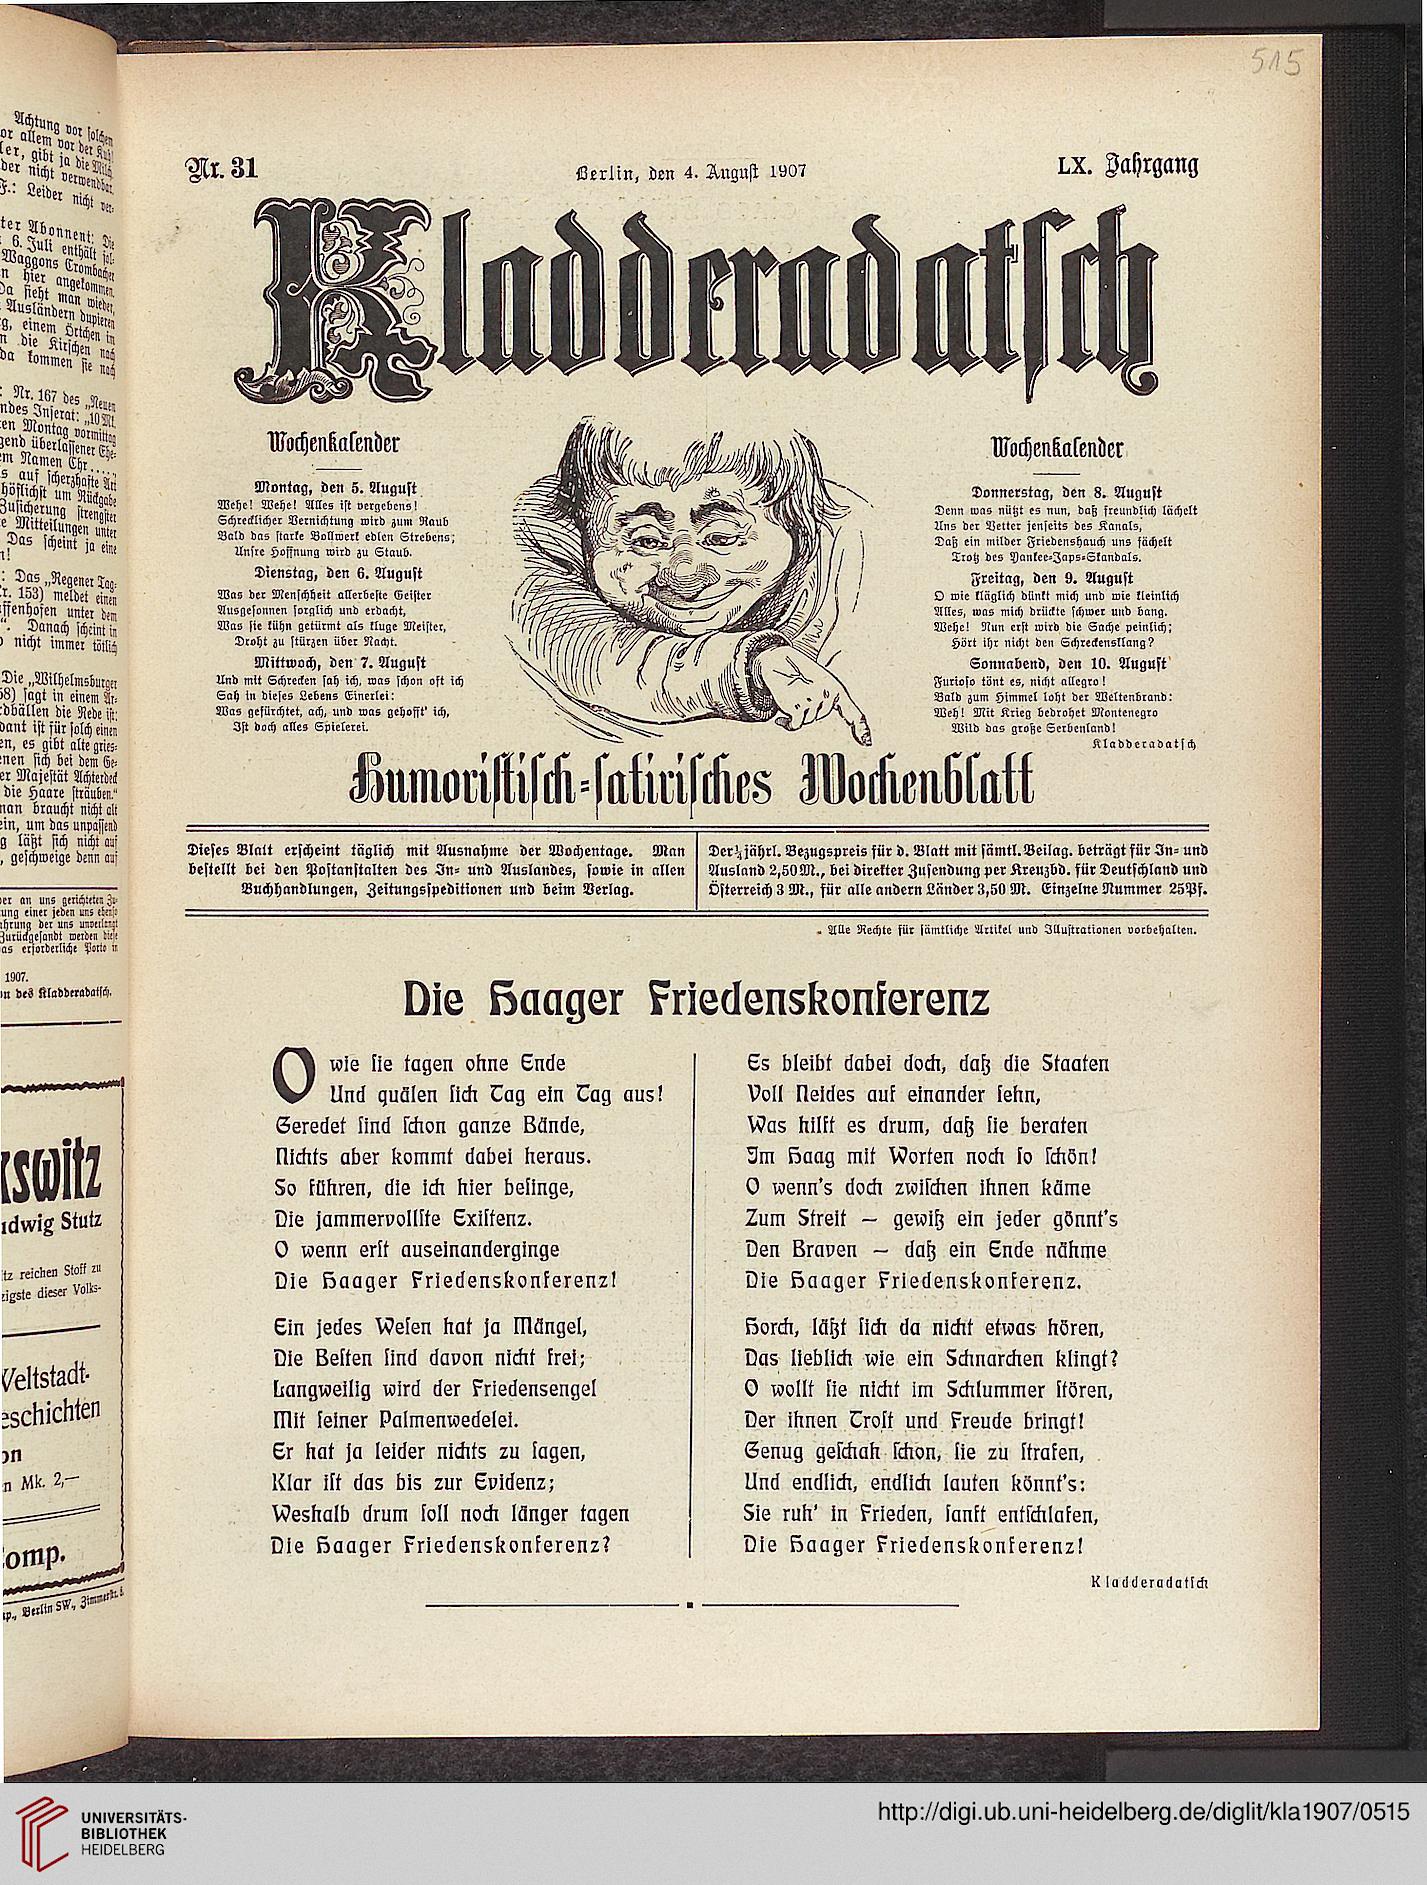 515
Nr. 31
Berlin, den 4. August 1907
LX. Jahrgang
Kladderadatsch
Wochenkalender
Montag, den 5. August
Wehe! Wehe! Alles ist vergebens!
Schrecklicher Vernichtung wird zum Raub
Bald das starke Bollwerk edlen Strebens;
Unsre Hoffnung wird zu Staub.
Dienstag, den 6. August
Was der Menschheit allerbeste Geister
Ausgesonnen sorglich und erdacht,
Was sie kühn getürmt als kluge Meister,
Droht zu stürzen über Nacht.
Mittwoch, den 7. August
Und mit Schrecken sah ich, was schon oft ich
Sah in dieses Lebens Einerlei:
Was gefürchtet, ach, und was gehofft' ich,
Ist doch alles Spielerei.
Wochenkalender
Donnerstag, den 8. August
Denn was nützt es nun, daß freundlich lächelt
Uns der Vetter jenseits des Kanals,
Daß ein milder Friedenshauch uns fächelt
Trotz des Yankee-Japs-Skandals.
Freitag, den 9. August
O wie kläglich dünkt mich und wie kleinlich
Alles, was mich drückte schwer und bang.
Wehe! Nun erst wird die Sache peinlich;
Hört ihr nicht den Schreckensklang?
Sonnabend, den 10. August
Furioso tönt es, nicht allegro!
Bald zum Himmel loht der Weltenbrand:
Weh! Mit Krieg bedrohet Montenegro
Wild das große Serbenland!
Kladderadatsch
Humoristisch-satirisches Wochenblatt
Dieses Blatt erscheint täglich mit Ausnahme der Wochentage. Man
bestellt bei den Postanstalten des In- und Auslandes, sowie in allen
Buchhandlungen, Zeitungsspeditionen und beim Verlag.
Der ¼ jährl. Bezugspreis für d. Blatt mit sämtl. Beilag. beträgt für In- und
Ausland 2,50 M., bei direkter Zusendung per Kreuzbd. für Deutschland und
Österreich 3 M., für alle andern Länder 3,50 M. Einzelne Nummer 25 Pf.
Alle Rechte für sämtliche Artikel und Illustrationen vorbehalten.
Die Haager Friedenskonferenz
O wie sie tagen ohne Ende
Und quälen sich Tag ein Tag aus!
Geredet sind schon ganze Bände,
Nichts aber kommt dabei heraus.
So führen, die ich hier besinge,
Die jammervollste Existenz.
O wenn erst auseinanderginge
Die Haager Friedenskonferenz!
Ein jedes Wesen hat ja Mängel,
Die Besten sind davon nicht frei;
Langweilig wird der Friedensengel
Mit seiner Palmenwedelei.
Er hat ja leider nichts zu sagen,
Klar ist das bis zur Evidenz;
Weshalb drum soll noch länger tagen
Die Haager Friedenskonferenz?
Es bleibt dabei doch, daß die Staaten
Voll Neides auf einander sehn,
Was hilft es drum, daß sie beraten
Im Haag mit Worten noch so schön!
O wenn's doch zwischen ihnen käme
Zum Streit — gewiß ein jeder gönnt's
Den Braven — daß ein Ende nähme
Die Haager Friedenskonferenz.
Horch, läßt sich da nicht etwas hören,
Das lieblich wie ein Schnarchen klingt?
O wollt sie nicht im Schlummer stören,
Der ihnen Trost und Freude bringt!
Genug geschah schon, sie zu strafen,
Und endlich, endlich lauten könnt's:
Sie ruh' in Frieden, sanft entschlafen,
Die Haager Friedenskonferenz!
Kladderadatsch
UNIVERSITÄTS-
BIBLIOTHEK
HEIDELBERG
http://digi.ub.uni-heidelberg.de/diglit/kla1907/0515